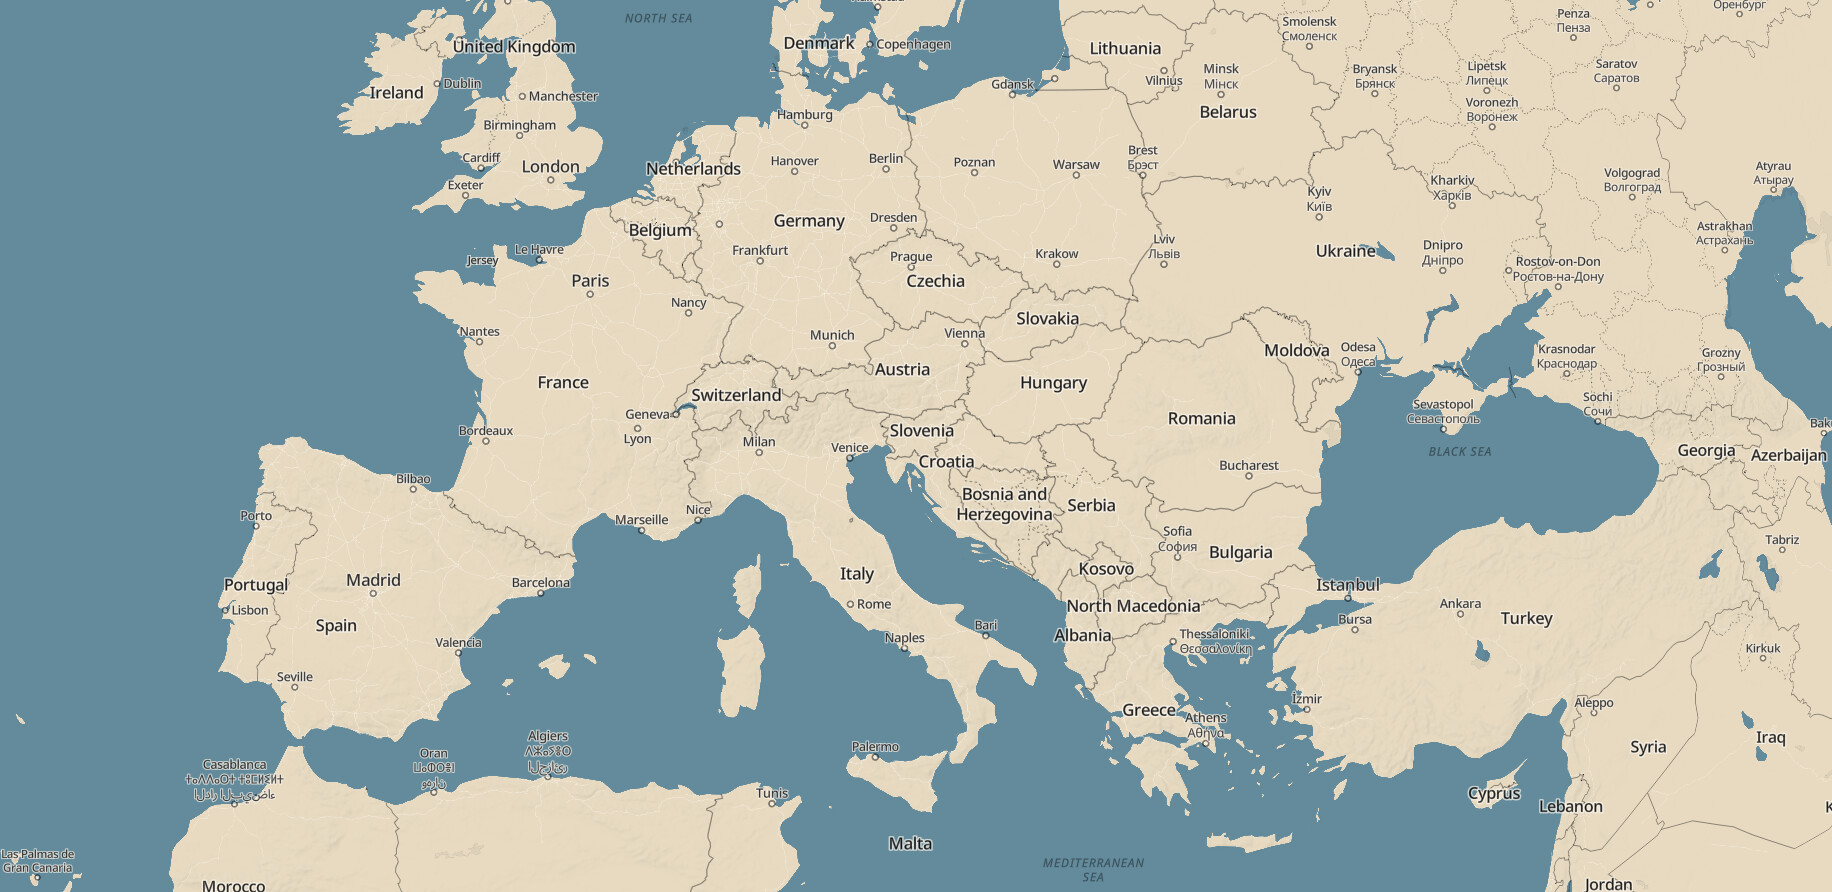 NORTH SEA
Smolensk
Смоленск
Penza
Пенза
Оренбург
United Kingdom
Denmark
Copenhagen
Lithuania
Vilnius
Minsk
Мінск
Bryansk
Брянск
Lipetsk
Липецк
Saratov
Саратов
Ireland
Dublin
Manchester
Gdansk
Belarus
Voronezh
Воронеж
Birmingham
Hamburg
Cardiff
London
Netherlands
Hanover
Berlin
Poznan
Warsaw
Brest
Брэст
Atyrau
Атырау
Exeter
Kyiv
Київ
Kharkiv
Харків
Volgograd
Волгоград
Belgium
Germany
Dresden
Astrakhan
Астрахань
Le Havre
Jersey
Frankfurt
Prague
Krakow
Lviv
Львів
Ukraine
Dnipro
Дніпро
Rostov-on-Don
Ростов-на-Дону
Paris
Czechia
Nancy
Nantes
Munich
Vienna
Slovakia
Moldova
Odesa
Одеса
Krasnodar
Краснодар
Grozny
Грозный
France
Switzerland
Austria
Hungary
Geneva
Lyon
Romania
Sevastopol
Севастополь
Sochi
Сочи
Bordeaux
Milan
Venice
Slovenia
Croatia
BLACK SEA
Georgia
Azerbaijan
Bilbao
Bucharest
Porto
Marseille
Nice
Bosnia and
Herzegovina
Serbia
Sofia
София
Bulgaria
Tabriz
Portugal
Madrid
Barcelona
Italy
Kosovo
Istanbul
Lisbon
Spain
Rome
North Macedonia
Bursa
Ankara
Turkey
Valencia
Naples
Bari
Albania
Thessaloniki
Θεσσαλονίκη
Kirkuk
Seville
Greece
Athens
Αθήνα
İzmir
Aleppo
Casablanca
ⵜⴰⴷⴷⴰⵔⵜ ⵜⵓⵎⵍⵉⵍⵜ
Oran
ⵡⴰⵀⵔⴰⵏ
وهران
Algiers
ⴷⵣⴰⵢⴻⵔ
الجزائر
Palermo
Syria
Iraq
Tunis
Cyprus
Lebanon
Malta
MEDITERRANEAN
SEA
Las Palmas de
Gran Canaria
Morocco
Jordan